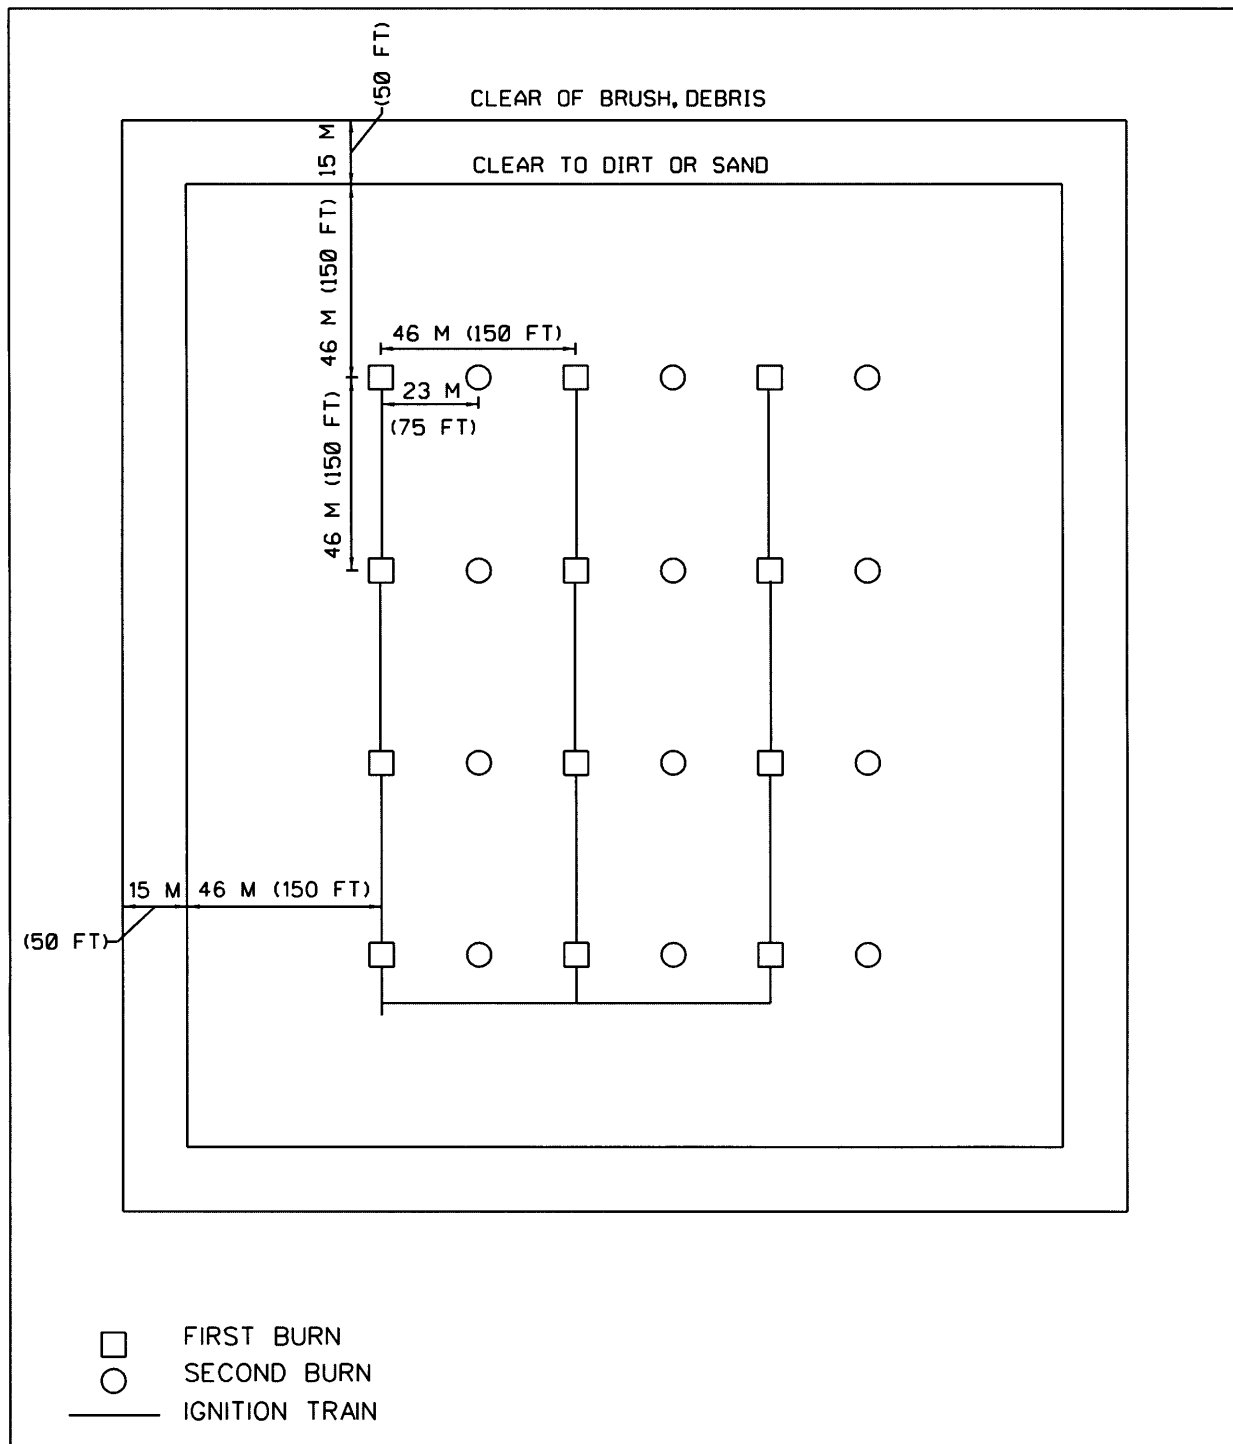 (50 FT)
CLEAR OF BRUSH, DEBRIS
15 M
CLEAR TO DIRT OR SAND
46 M (150 FT)
46 M (150 FT)
23 M
(75 FT)
46 M (150 FT)
15 M
46 M (150 FT)
(50 FT)
FIRST BURN
SECOND BURN
IGNITION TRAIN